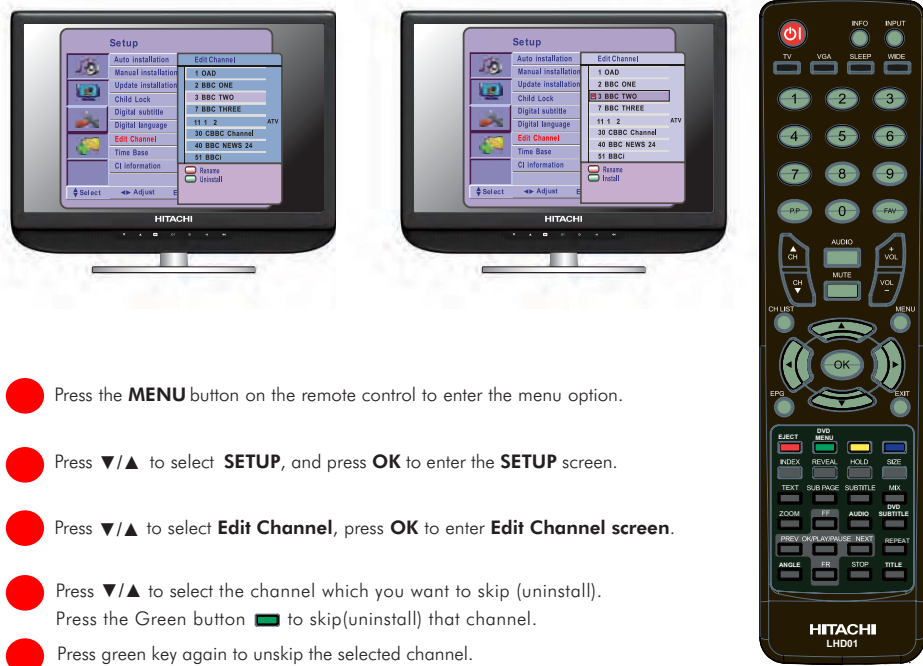 Setup
Auto installation
Manual installation
Update installation
Child Lock
Digital subtitle
Digital language
Edit Channel
Time Base
CI information
Select
Adjust
E
Edit Channel
1 OAD
2 BBC ONE
3 BBC TWO
7 BBC THREE
11 1 2 ATV
30 CBBC Channel
40 BBC NEWS 24
51 BBCi
Rename
Uninstall
HITACHI
Setup
Auto installation
Manual installation
Update installation
Child Lock
Digital subtitle
Digital language
Edit Channel
Time Base
CI information
Select
Adjust
E
Edit Channel
1 OAD
2 BBC ONE
3 BBC TWO
7 BBC THREE
11 1 2 ATV
30 CBBC Channel
40 BBC NEWS 24
51 BBCi
Rename
Install
HITACHI
Press the MENU button on the remote control to enter the menu option.
Press ▼/▲ to select SETUP, and press OK to enter the SETUP screen.
Press ▼/▲ to select Edit Channel, press OK to enter Edit Channel screen.
Press ▼/▲ to select the channel which you want to skip (uninstall).
Press the Green button to skip(uninstall) that channel.
Press green key again to unskip the selected channel.
INFO INPUT
TV VGA SLEEP WIDE
1 2 3
4 5 6
7 8 9
P.P 0 FAV
CH AUDIO + VOL
CH MUTE VOL −
CH LIST MENU
OK
EPG EXIT
EJECT DVD MENU
INDEX REVEAL HOLD SIZE
TEXT SUB PAGE SUBTITLE MIX
ZOOM FF AUDIO DVD SUBTITLE
PREV OK/PLAY/PAUSE NEXT REPEAT
ANGLE FR STOP TITLE
HITACHI
LHD01